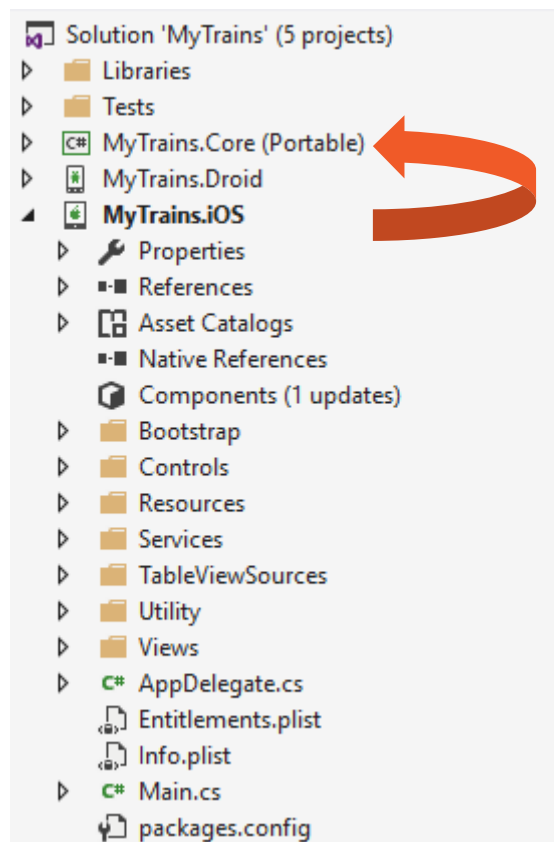 Solution 'MyTrains' (5 projects)
Libraries
Tests
C# MyTrains.Core (Portable)
MyTrains.Droid
MyTrains.iOS
Properties
References
Asset Catalogs
Native References
Components (1 updates)
Bootstrap
Controls
Resources
Services
TableViewSources
Utility
Views
C# AppDelegate.cs
Entitlements.plist
Info.plist
C# Main.cs
packages.config